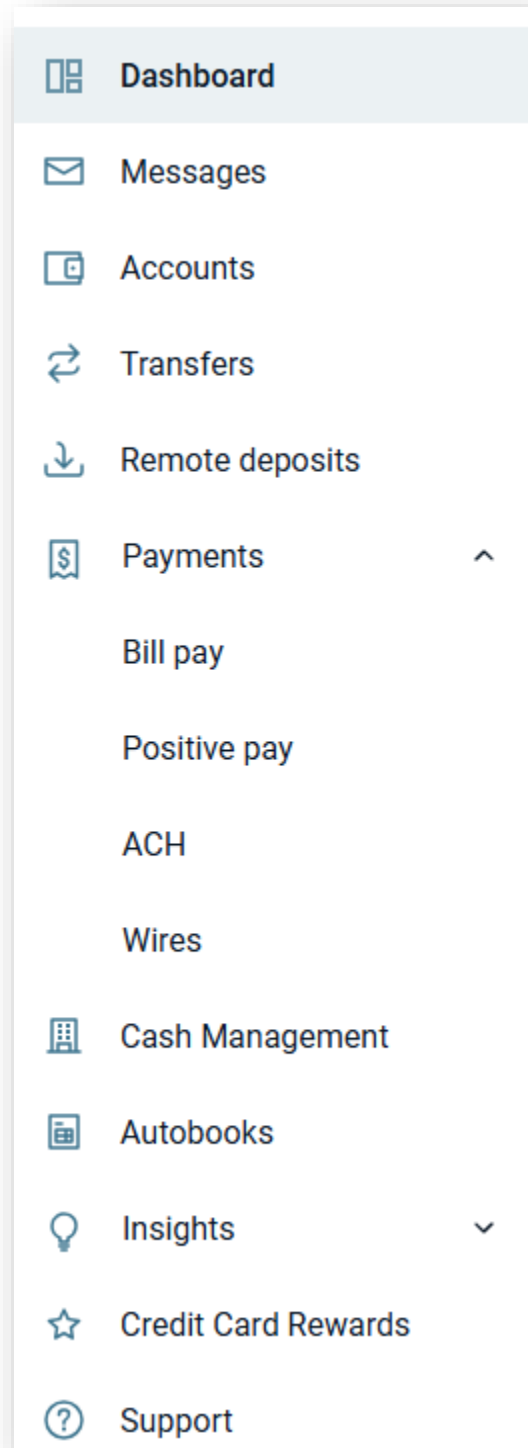 Dashboard
Messages
Accounts
Transfers
Remote deposits
Payments
Bill pay
Positive pay
ACH
Wires
Cash Management
Autobooks
Insights
Credit Card Rewards
Support